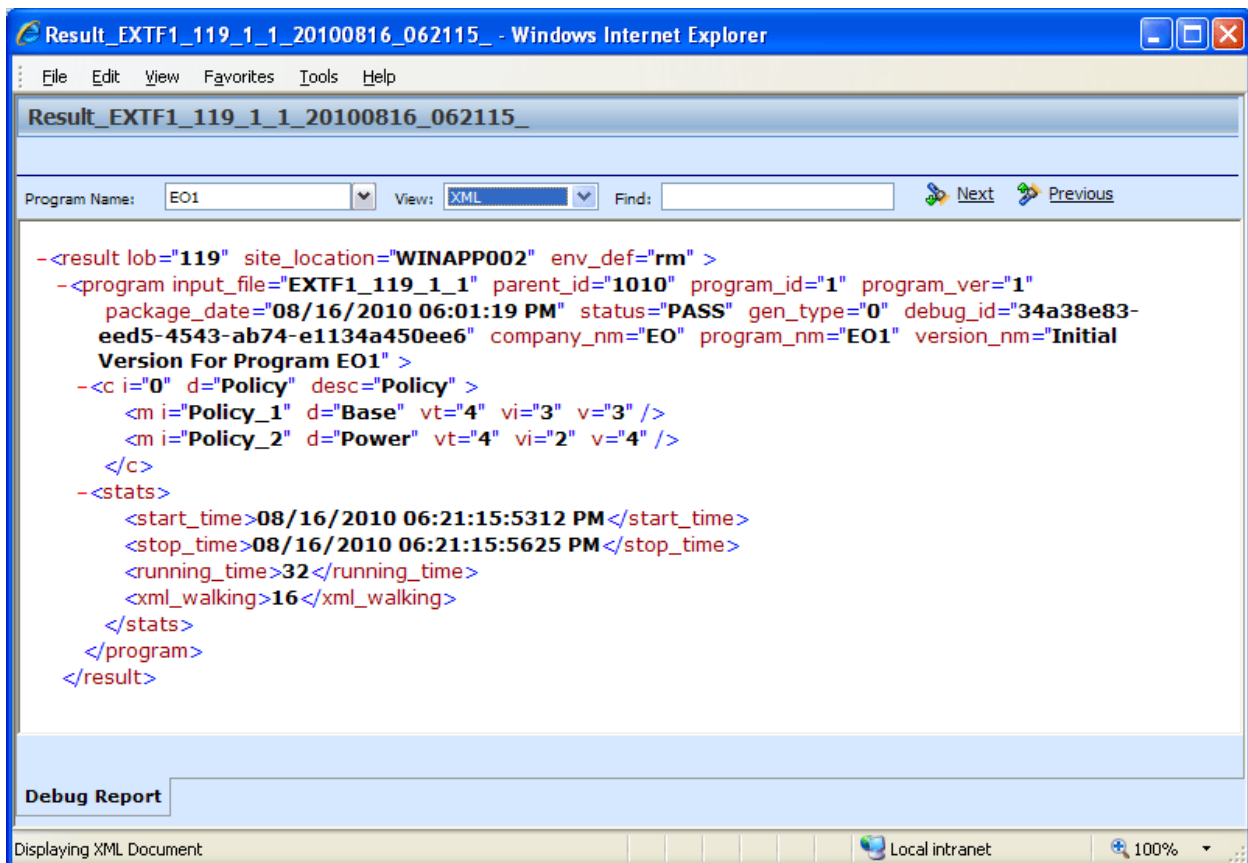 Result_EXTF1_119_1_1_20100816_062115_ - Windows Internet Explorer
File Edit View Favorites Tools Help
Result_EXTF1_119_1_1_20100816_062115_
Program Name: EO1 View: XML Find: Next Previous
-<result lob="119" site_location="WINAPP002" env_def="rm" >
-<program input_file="EXTF1_119_1_1" parent_id="1010" program_id="1" program_ver="1"
package_date="08/16/2010 06:01:19 PM" status="PASS" gen_type="0" debug_id="34a38e83-
eed5-4543-ab74-e1134a450ee6" company_nm="EO" program_nm="EO1" version_nm="Initial
Version For Program EO1" >
-<c i="0" d="Policy" desc="Policy" >
<m i="Policy_1" d="Base" vt="4" vi="3" v="3" />
<m i="Policy_2" d="Power" vt="4" vi="2" v="4" />
</c>
-<stats>
<start_time>08/16/2010 06:21:15:5312 PM</start_time>
<stop_time>08/16/2010 06:21:15:5625 PM</stop_time>
<running_time>32</running_time>
<xml_walking>16</xml_walking>
</stats>
</program>
</result>
Debug Report
Displaying XML Document Local intranet 100%